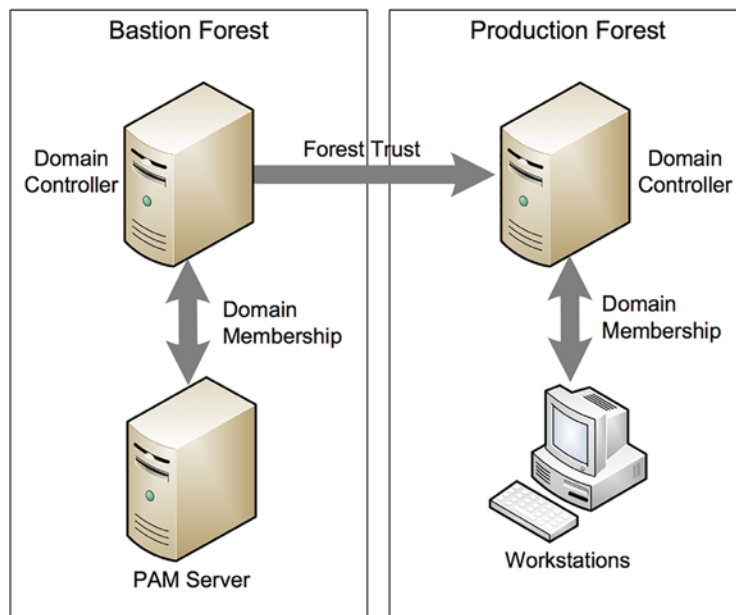 Bastion Forest
Production Forest
Domain
Controller
Forest Trust
Domain
Controller
Domain
Membership
Domain
Membership
PAM Server
Workstations